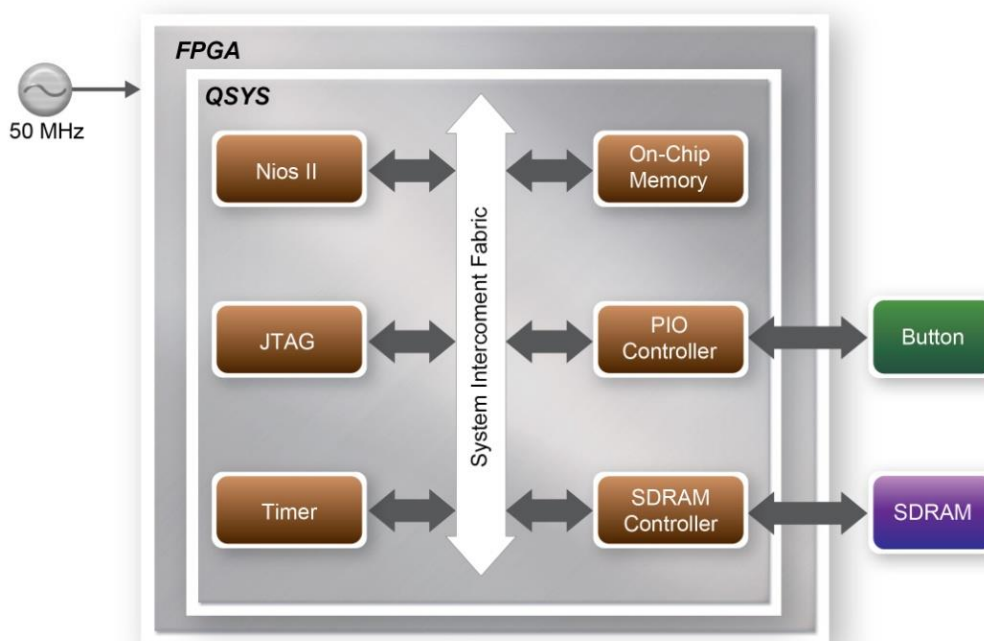 FPGA
QSYS
50 MHz
Nios II
On-Chip
Memory
System Intercoment Fabric
JTAG
PIO
Controller
Button
Timer
SDRAM
Controller
SDRAM